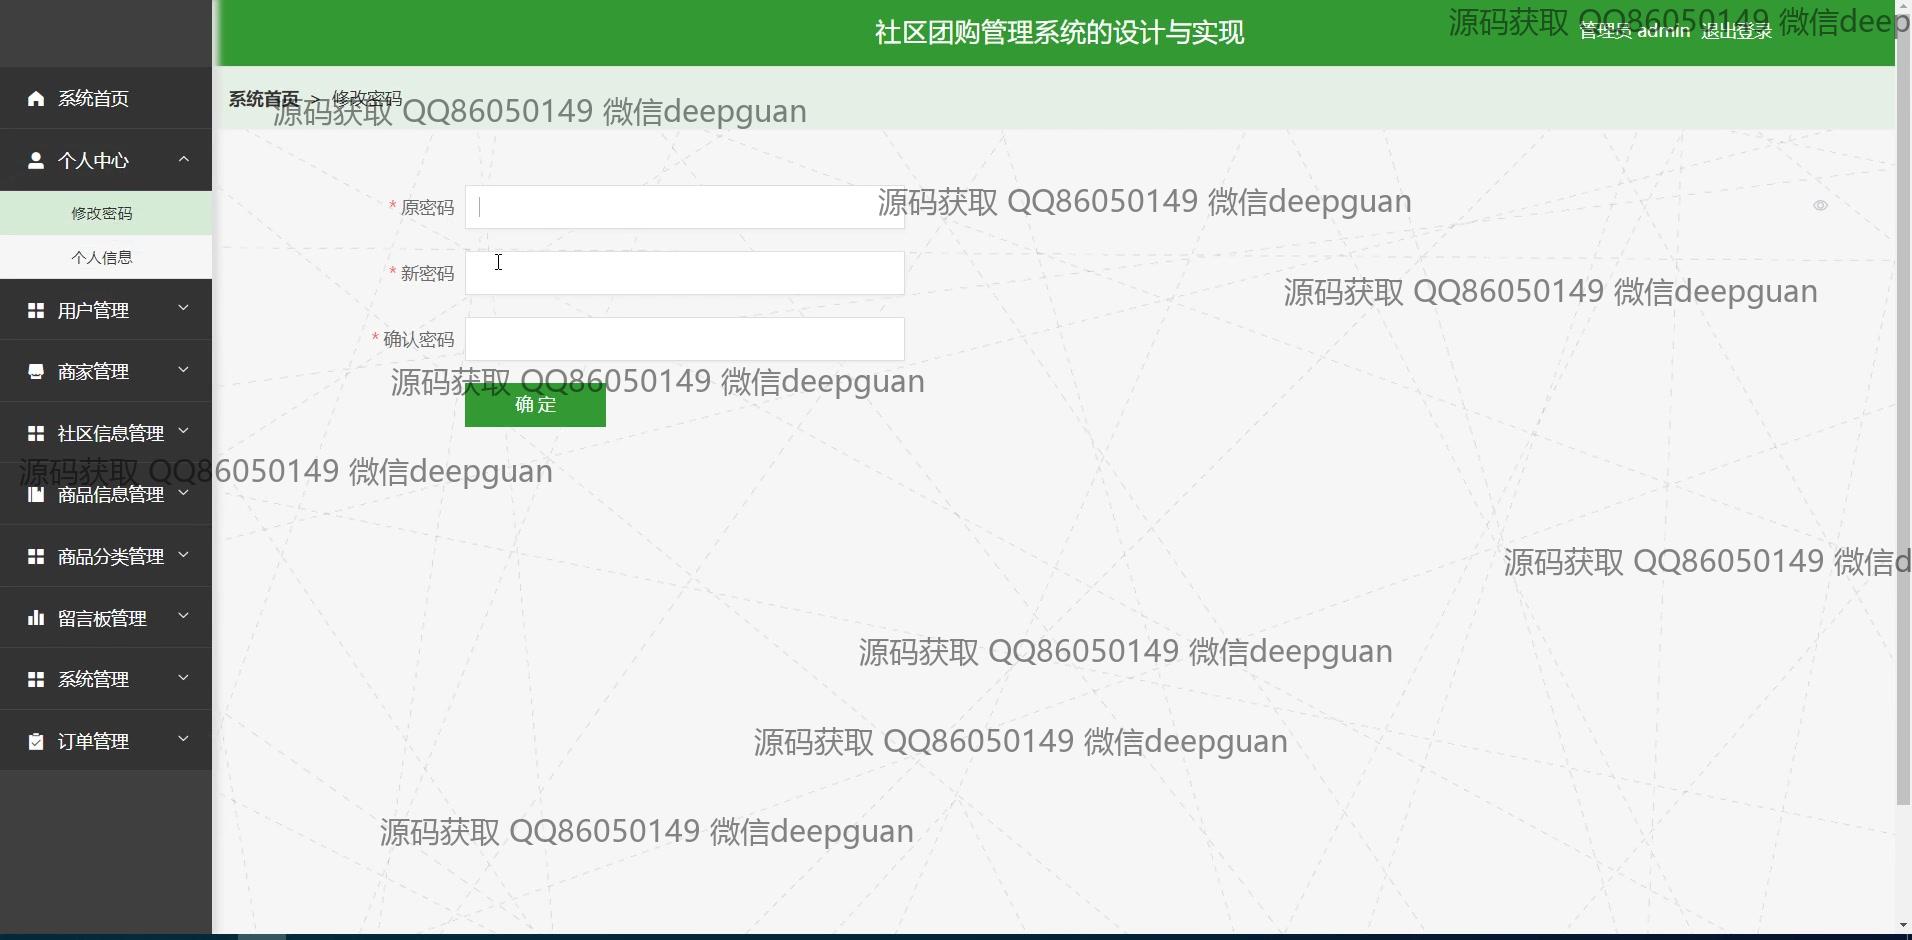 社区团购管理系统的设计与实现
源码获取 QQ86050149 微信deep
管理员 admin 退出登录
系统首页
系统首页 > 修改密码
源码获取 QQ86050149 微信deepguan
个人中心
修改密码
个人信息
* 原密码
源码获取 QQ86050149 微信deepguan
* 新密码
源码获取 QQ86050149 微信deepguan
用户管理
* 确认密码
商家管理
源码获取 QQ86050149 微信deepguan
确定
社区信息管理
源码获取 QQ86050149 微信deepguan
商品信息管理
商品分类管理
源码获取 QQ86050149 微信d
留言板管理
源码获取 QQ86050149 微信deepguan
系统管理
订单管理
源码获取 QQ86050149 微信deepguan
源码获取 QQ86050149 微信deepguan